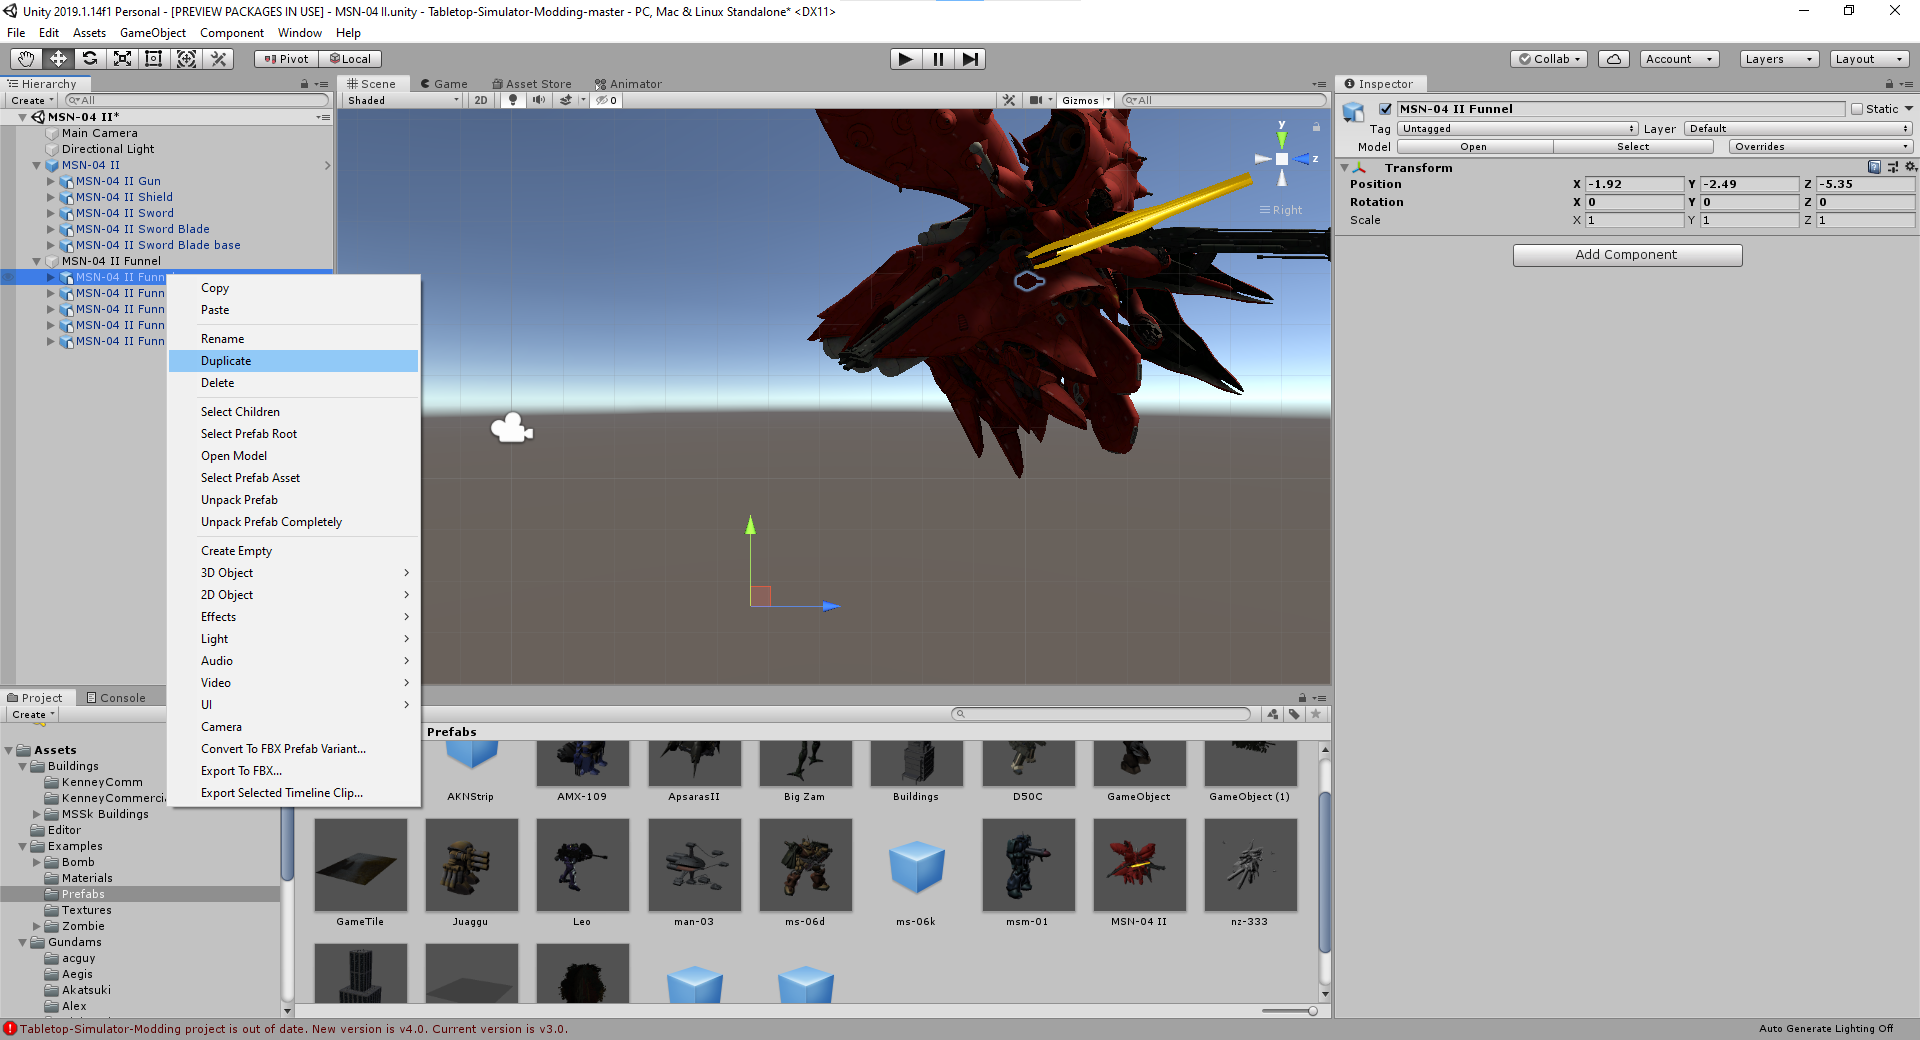 Unity 2019.1.14f1 Personal - [PREVIEW PACKAGES IN USE] - MSN-04 II.unity - Tabletop-Simulator-Modding-master - PC, Mac & Linux Standalone* <DX11>
File Edit Assets GameObject Component Window Help
Pivot Local Collab Account Layers Layout
Hierarchy
Create All
MSN-04 II*
Main Camera
Directional Light
MSN-04 II
MSN-04 II Gun
MSN-04 II Shield
MSN-04 II Sword
MSN-04 II Sword Blade
MSN-04 II Sword Blade base
MSN-04 II Funnel
MSN-04 II Funn
MSN-04 II Funn
MSN-04 II Funn
MSN-04 II Funn
MSN-04 II Funn
Copy
Paste
Rename
Duplicate
Delete
Select Children
Select Prefab Root
Open Model
Select Prefab Asset
Unpack Prefab
Unpack Prefab Completely
Create Empty
3D Object
2D Object
Effects
Light
Audio
Video
UI
Camera
Convert To FBX Prefab Variant...
Export To FBX...
Export Selected Timeline Clip...
Scene Game Asset Store Animator
Shaded 2D 0 Gizmos All
y
z
Right
Inspector
MSN-04 II Funnel Static
Tag Untagged Layer Default
Model Open Select Overrides
Transform
Position X -1.92 Y -2.49 Z -5.35
Rotation X 0 Y 0 Z 0
Scale X 1 Y 1 Z 1
Add Component
Project Console
Create
Assets
Buildings
KenneyComm
KenneyCommerci
MSSk Buildings
Editor
Examples
Bomb
Materials
Prefabs
Textures
Zombie
Gundams
acguy
Aegis
Akatsuki
Alex
Prefabs
AKNStrip AMX-109 ApsarasII Big Zam Buildings D50C GameObject GameObject (1)
GameTile Juaggu Leo man-03 ms-06d ms-06k msm-01 MSN-04 II nz-333
Tabletop-Simulator-Modding project is out of date. New version is v4.0. Current version is v3.0.
Auto Generate Lighting Off